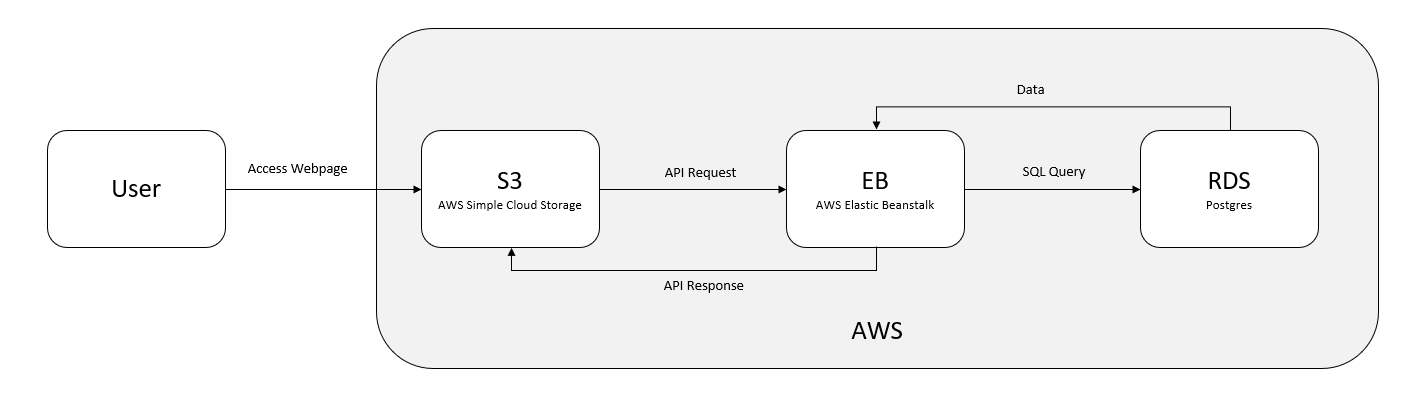 Data
Access Webpage
API Request
SQL Query
User
S3
AWS Simple Cloud Storage
EB
AWS Elastic Beanstalk
RDS
Postgres
API Response
AWS